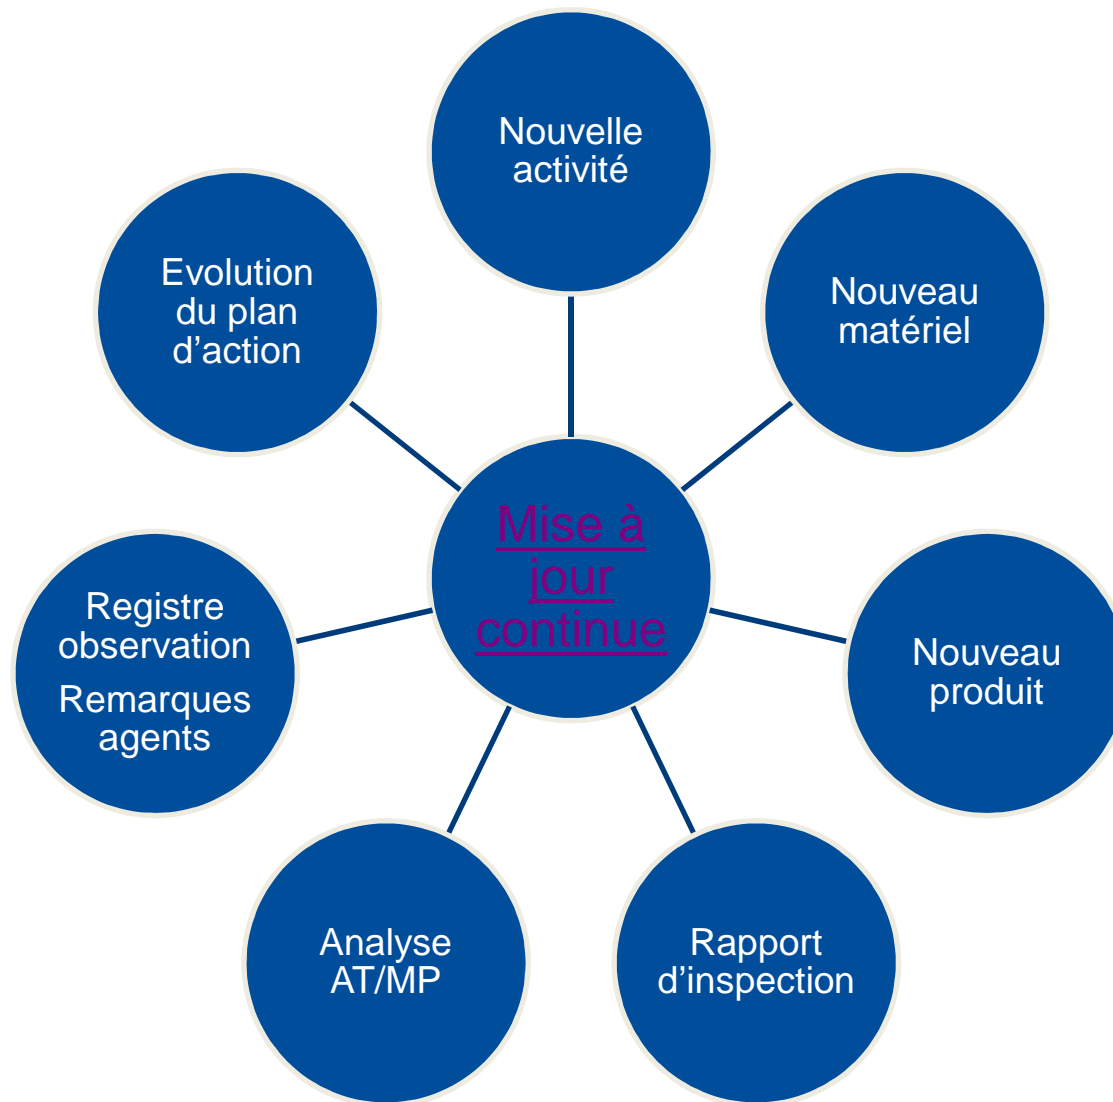 Nouvelle
activité
Nouveau
matériel
Nouveau
produit
Rapport
d’inspection
Analyse
AT/MP
Registre
observation
Remarques
agents
Evolution
du plan
d’action
Mise à
jour
continue